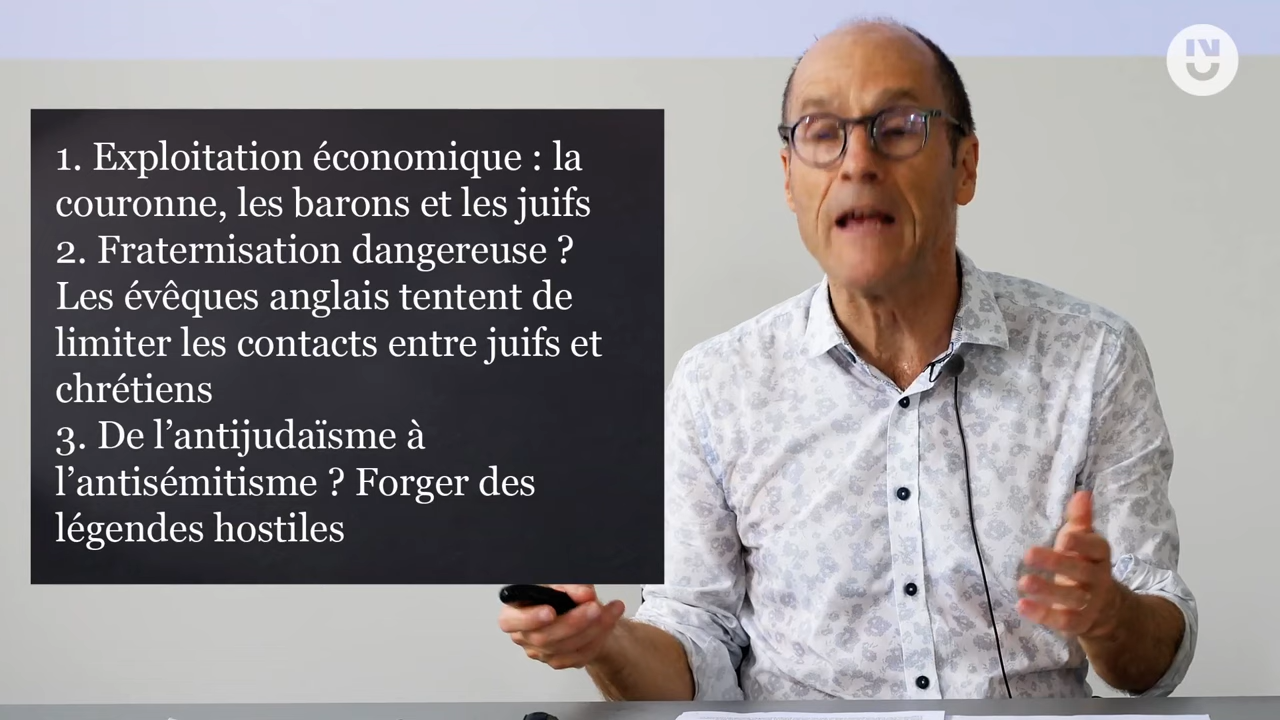 1. Exploitation économique : la
couronne, les barons et les juifs
2. Fraternisation dangereuse ?
Les évêques anglais tentent de
limiter les contacts entre juifs et
chrétiens
3. De l’antijudaïsme à
l’antisémitisme ? Forger des
légendes hostiles